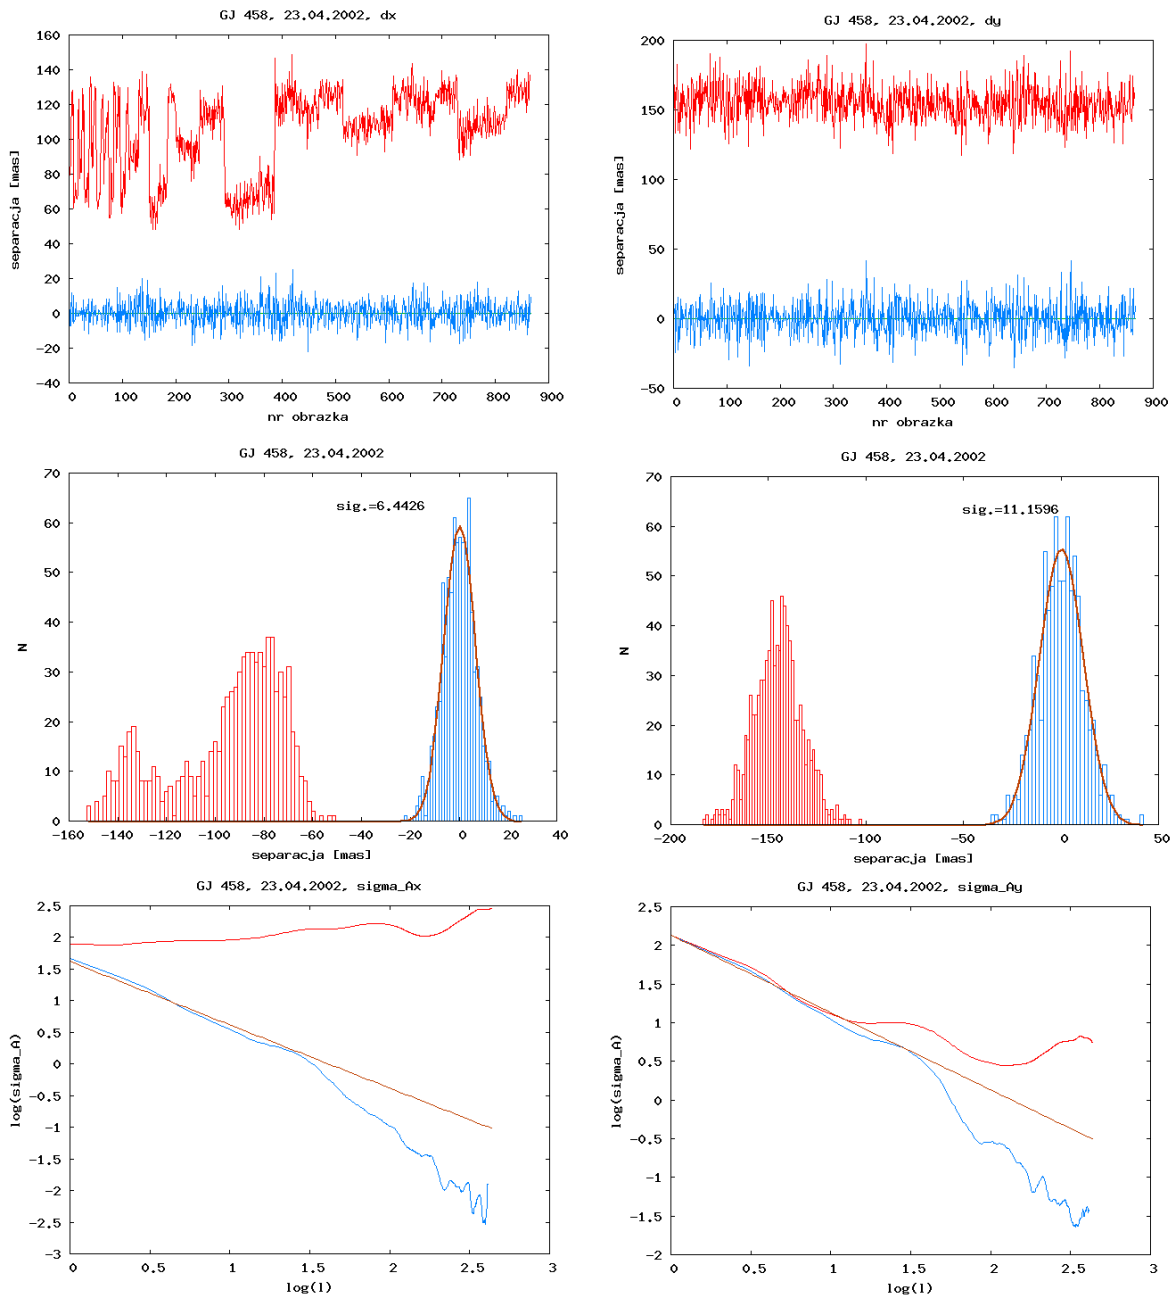 GJ 458, 23.04.2002, dx
160
140
120
100
80
60
40
20
0
-20
-40
separacja [mas]
0 100 200 300 400 500 600 700 800 900
nr obrazka
GJ 458, 23.04.2002, dy
200
150
100
50
0
-50
separacja [mas]
0 100 200 300 400 500 600 700 800 900
nr obrazka
GJ 458, 23.04.2002
sig.=6.4426
70
60
50
40
30
20
10
0
N
-160 -140 -120 -100 -80 -60 -40 -20 0 20 40
separacja [mas]
GJ 458, 23.04.2002
sig.=11.1596
70
60
50
40
30
20
10
0
N
-200 -150 -100 -50 0 50
separacja [mas]
GJ 458, 23.04.2002, sigma_Ax
2.5
2
1.5
1
0.5
0
-0.5
-1
-1.5
-2
-2.5
-3
log(sigma_A)
0 0.5 1 1.5 2 2.5 3
log(l)
GJ 458, 23.04.2002, sigma_Ay
2.5
2
1.5
1
0.5
0
-0.5
-1
-1.5
-2
log(sigma_A)
0 0.5 1 1.5 2 2.5 3
log(l)